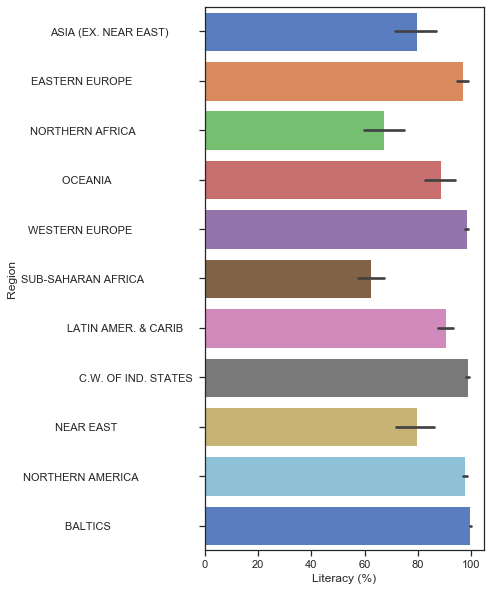 ASIA (EX. NEAR EAST)
EASTERN EUROPE
NORTHERN AFRICA
OCEANIA
WESTERN EUROPE
SUB-SAHARAN AFRICA
LATIN AMER. & CARIB
C.W. OF IND. STATES
NEAR EAST
NORTHERN AMERICA
BALTICS
Region
0 20 40 60 80 100
Literacy (%)